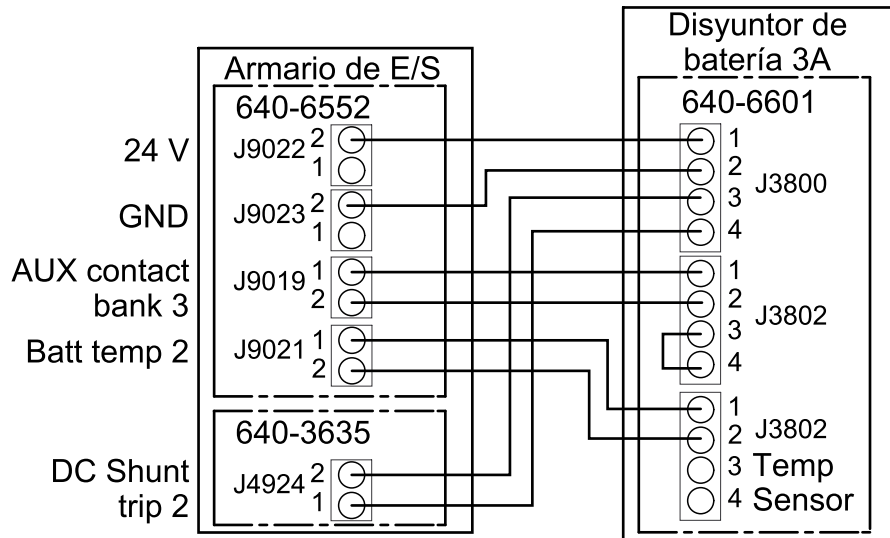 Disyuntor de
batería 3A
Armario de E/S
640-6552
640-6601
24 V
J9022
2
1
GND
J9023
2
1
AUX contact
bank 3
J9019
1
2
Batt temp 2
J9021
1
2
640-3635
DC Shunt
trip 2
J4924
2
1
1
2
3
4
J3800
1
2
3
4
J3802
1
2
J3802
3 Temp
4 Sensor